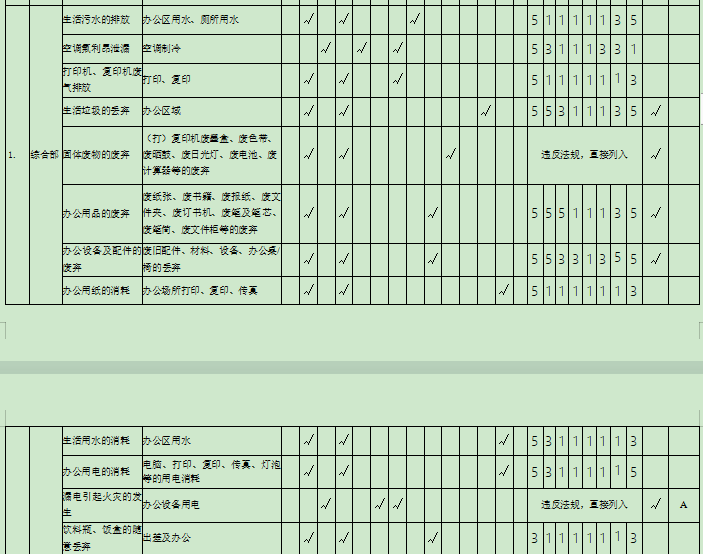 生活污水的排放 办公区用水、厕所用水 √ √ √ 5 1 1 1 1 1 3 5
空调氟利昂泄漏 空调制冷 √ √ √ 5 3 1 1 1 3 3 1
打印机、复印机废气排放 打印、复印 √ √ √ 5 1 1 1 1 1 1 3
生活垃圾的丢弃 办公区域 √ √ √ 5 5 3 1 1 1 3 5 √
1. 综合部 固体废物的废弃 （打）复印机废墨盒、废色带、
废硒鼓、废日光灯、废电池、废
计算器等的废弃 √ √ √ 违反法规，直接列入 √
办公用品的废弃 废纸张、废书籍、废报纸、废文
件夹、废订书机、废笔及笔芯、
废笔筒、废文件柜等的废弃 √ √ √ 5 5 5 1 1 1 3 5 √
办公设备及配件的废弃 废旧配件、材料、设备、办公桌/
椅的丢弃 √ √ √ 5 5 3 3 1 3 5 5 √
办公用纸的消耗 办公场所打印、复印、传真 √ √ √ 5 1 1 1 1 1 1 3
生活用水的消耗 办公区用水 √ √ √ 5 3 1 1 1 1 1 3
办公用电的消耗 电脑、打印、复印、传真、灯泡
等的用电消耗 √ √ √ 5 3 1 1 1 1 1 5
漏电引起火灾的发生 办公设备用电 √ √ √ 违反法规，直接列入 √ A
饮料瓶、饭盒的随意丢弃 出差及办公 √ √ √ 3 1 1 1 1 1 1 3